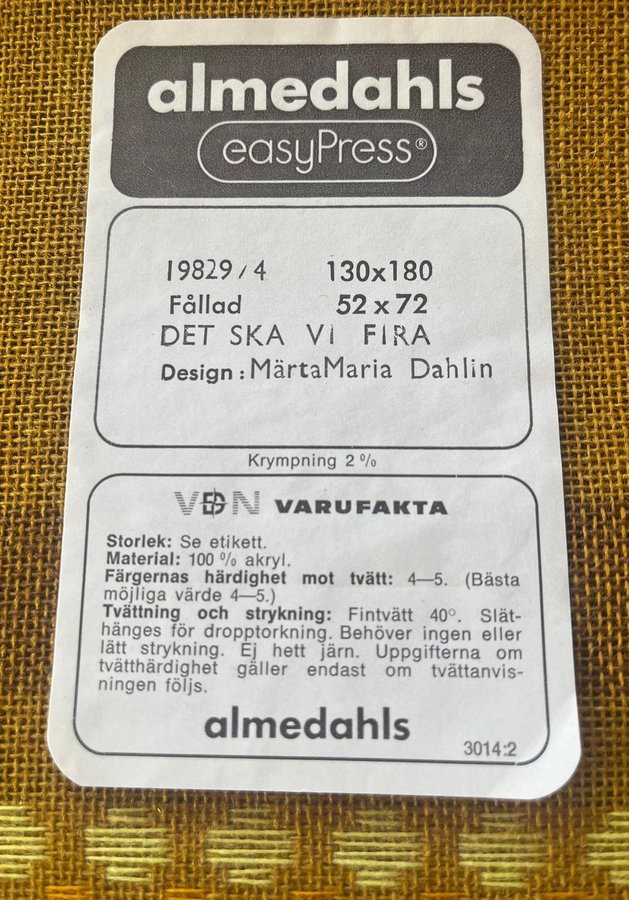 almedahls
easyPress®
19829/4 130x180
Fållad 52 x 72
DET SKA VI FIRA
Design: MärtaMaria Dahlin
Krympning 2 %
VDN VARUFAKTA
Storlek: Se etikett.
Material: 100 % akryl.
Färgernas härdighet mot tvätt: 4—5. (Bästa
möjliga värde 4—5.)
Tvättning och strykning: Fintvätt 40°. Slät-
hänges för dropptorkning. Behöver ingen eller
lätt strykning. Ej hett järn. Uppgifterna om
tvätthärdighet gäller endast om tvättanvis-
ningen följs.
almedahls
3014:2